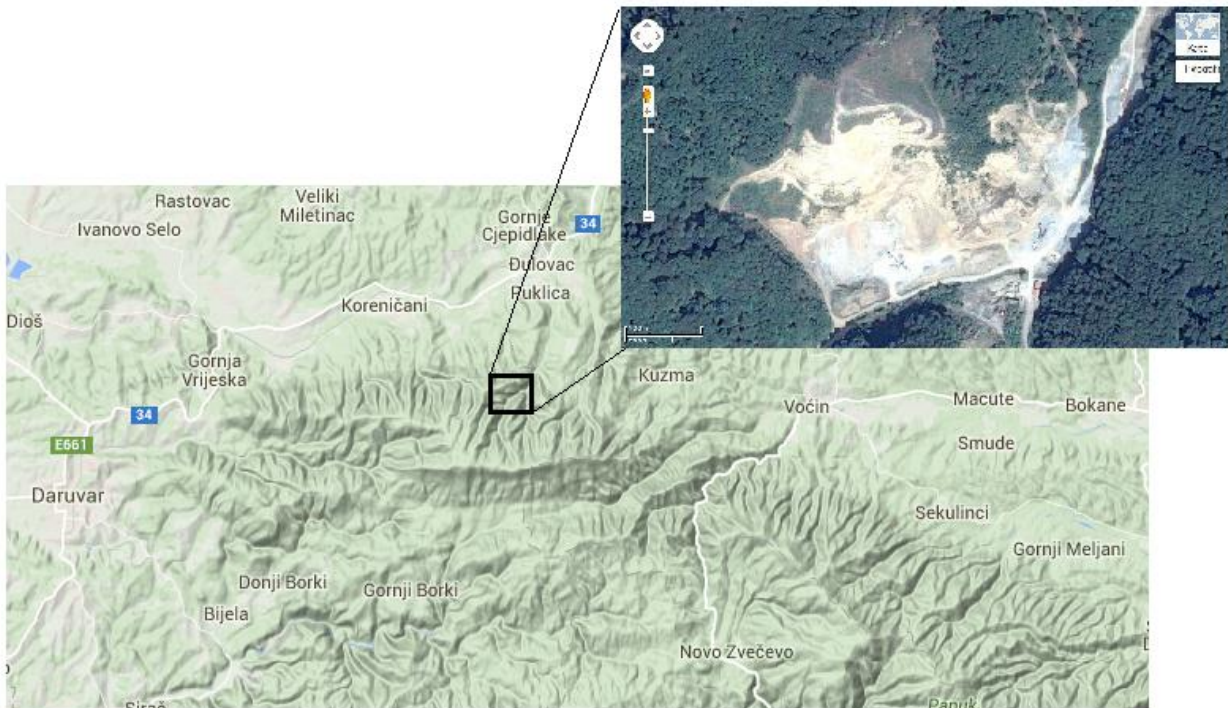 Rastovac
Veliki
Miletinac
Ivanovo Selo
Gornje
Cjepidlake
34
Đulovac
Puklica
Koreničani
Dioš
Gornja
Vrijeska
Kuzma
34
Voćin
Macute
Bokane
E661
Smude
Daruvar
Sekulinci
Gornji Meljani
Donji Borki
Gornji Borki
Bijela
Novo Zvečevo